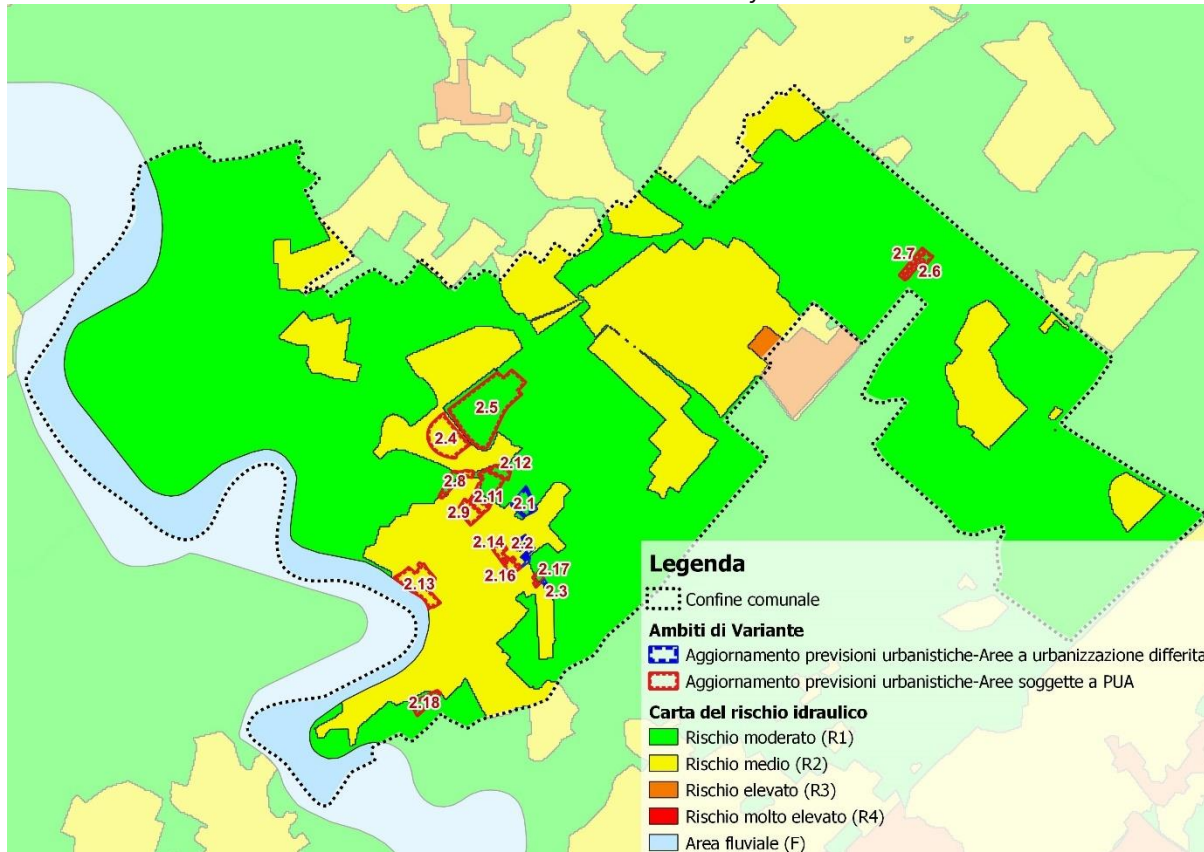 2.7
2.6
2.5
2.4
2.12
2.8
2.11
2.1
2.9
2.14
2.2
2.16
2.17
2.13
2.3
2.18
Legenda
Confine comunale
Ambiti di Variante
Aggiornamento previsioni urbanistiche-Aree a urbanizzazione differita
Aggiornamento previsioni urbanistiche-Aree soggette a PUA
Carta del rischio idraulico
Rischio moderato (R1)
Rischio medio (R2)
Rischio elevato (R3)
Rischio molto elevato (R4)
Area fluviale (F)